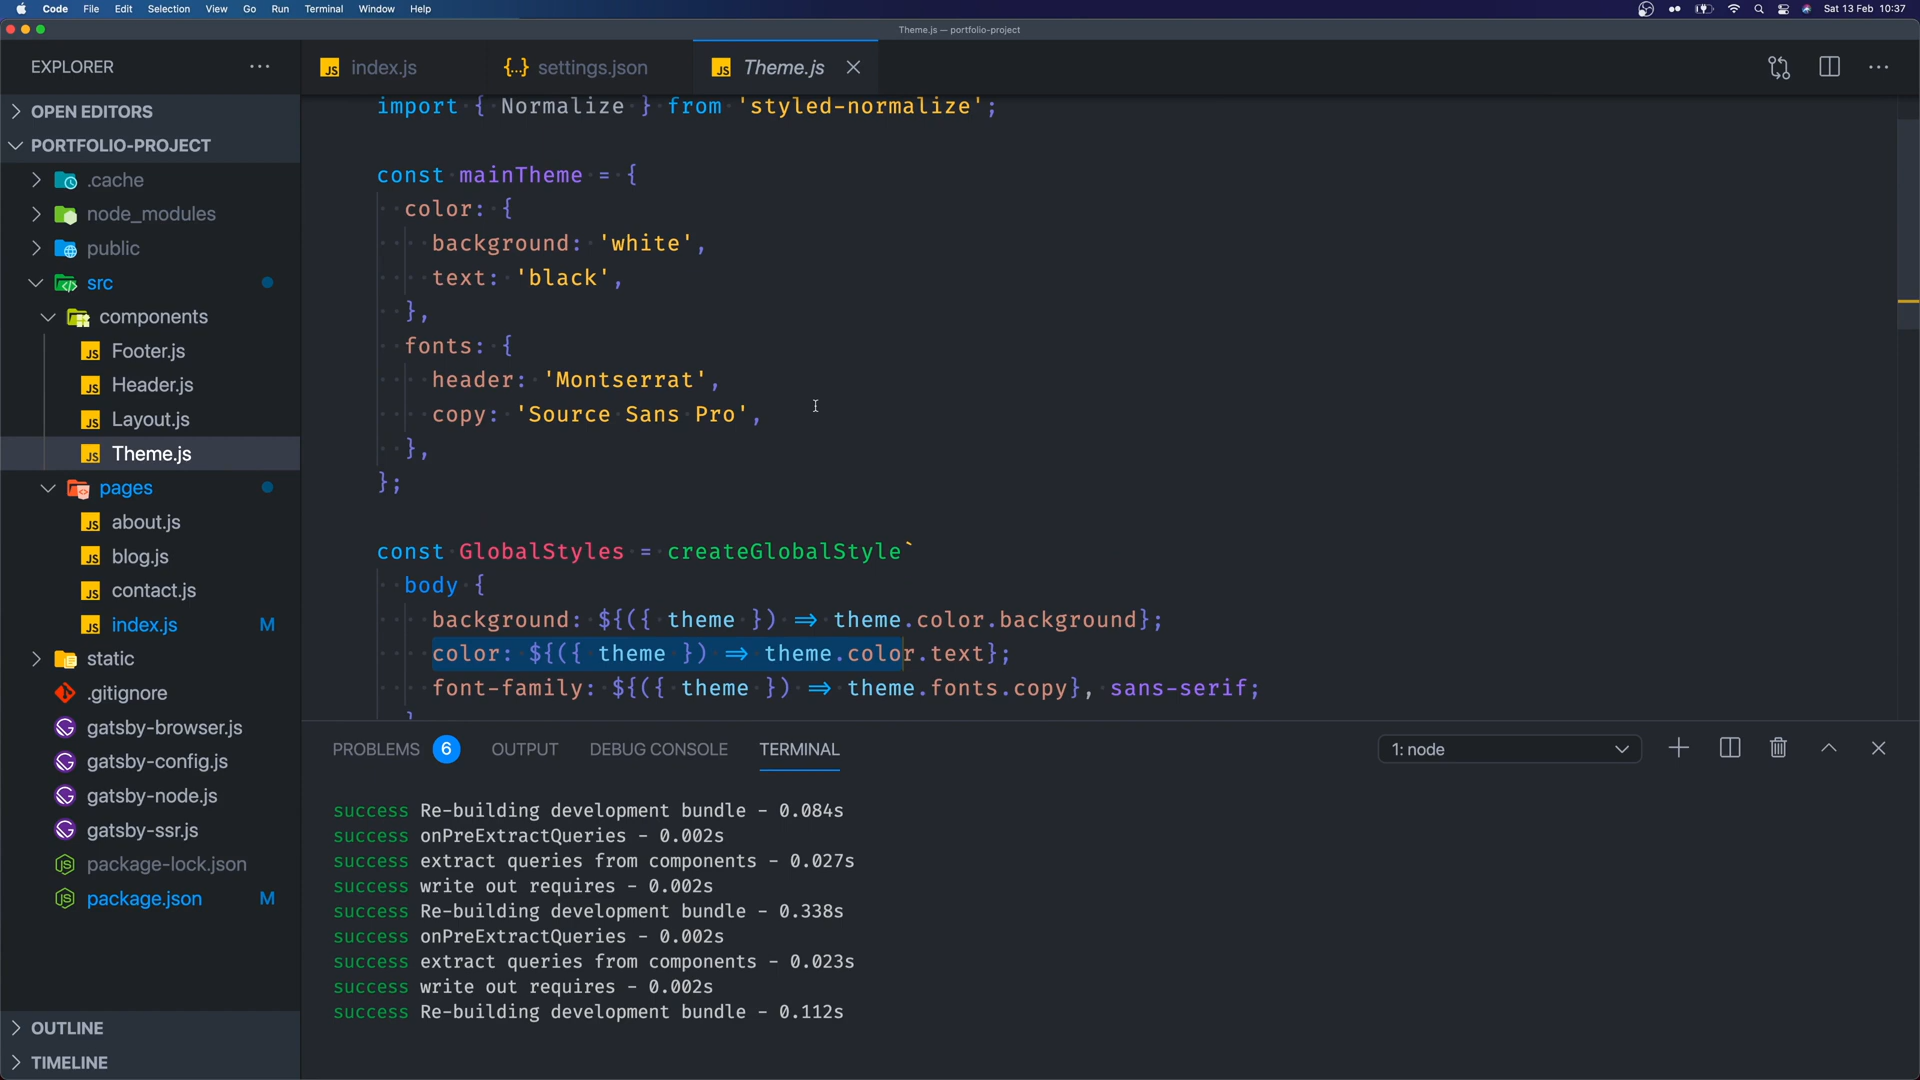 Code File Edit Selection View Go Run Terminal Window Help
Sat 13 Feb 10:37
Theme.js — portfolio-project
EXPLORER
OPEN EDITORS
PORTFOLIO-PROJECT
.cache
node_modules
public
src
components
Footer.js
Header.js
Layout.js
Theme.js
pages
about.js
blog.js
contact.js
index.js M
static
.gitignore
gatsby-browser.js
gatsby-config.js
gatsby-node.js
gatsby-ssr.js
package-lock.json
package.json M
OUTLINE
TIMELINE
JS index.js
{..} settings.json
JS Theme.js
import { Normalize } from 'styled-normalize';
const mainTheme = {
color: {
background: 'white',
text: 'black',
},
fonts: {
header: 'Montserrat',
copy: 'Source Sans Pro',
},
};
const GlobalStyles = createGlobalStyle`
body {
background: ${({ theme }) => theme.color.background};
color: ${({ theme }) => theme.color.text};
font-family: ${({ theme }) => theme.fonts.copy}, sans-serif;
}
PROBLEMS 6 OUTPUT DEBUG CONSOLE TERMINAL
1: node
success Re-building development bundle - 0.084s
success onPreExtractQueries - 0.002s
success extract queries from components - 0.027s
success write out requires - 0.002s
success Re-building development bundle - 0.338s
success onPreExtractQueries - 0.002s
success extract queries from components - 0.023s
success write out requires - 0.002s
success Re-building development bundle - 0.112s